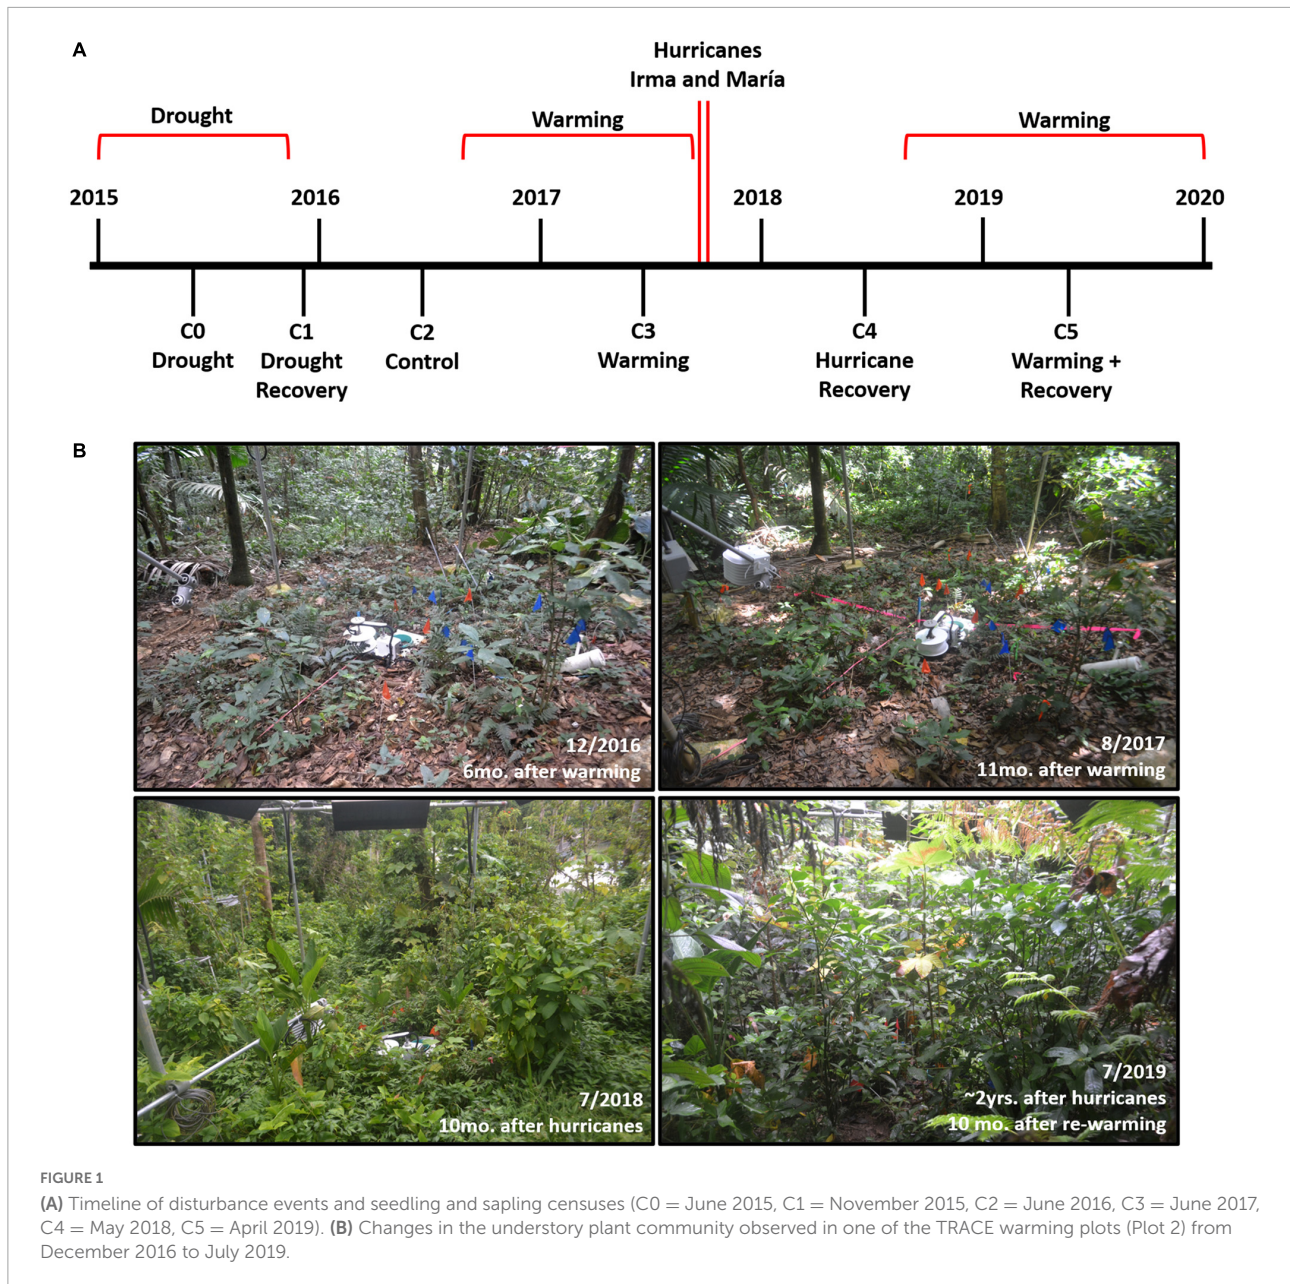 A
Hurricanes
Irma and María
Drought
Warming
Warming
2015
2016
2017
2018
2019
2020
C0
Drought
C1
Drought
Recovery
C2
Control
C3
Warming
C4
Hurricane
Recovery
C5
Warming +
Recovery
B
12/2016
6mo. after warming
8/2017
11mo. after warming
7/2018
10mo. after hurricanes
7/2019
~2yrs. after hurricanes
10 mo. after re-warming
FIGURE 1
(A) Timeline of disturbance events and seedling and sapling censuses (C0 = June 2015, C1 = November 2015, C2 = June 2016, C3 = June 2017,
C4 = May 2018, C5 = April 2019). (B) Changes in the understory plant community observed in one of the TRACE warming plots (Plot 2) from
December 2016 to July 2019.